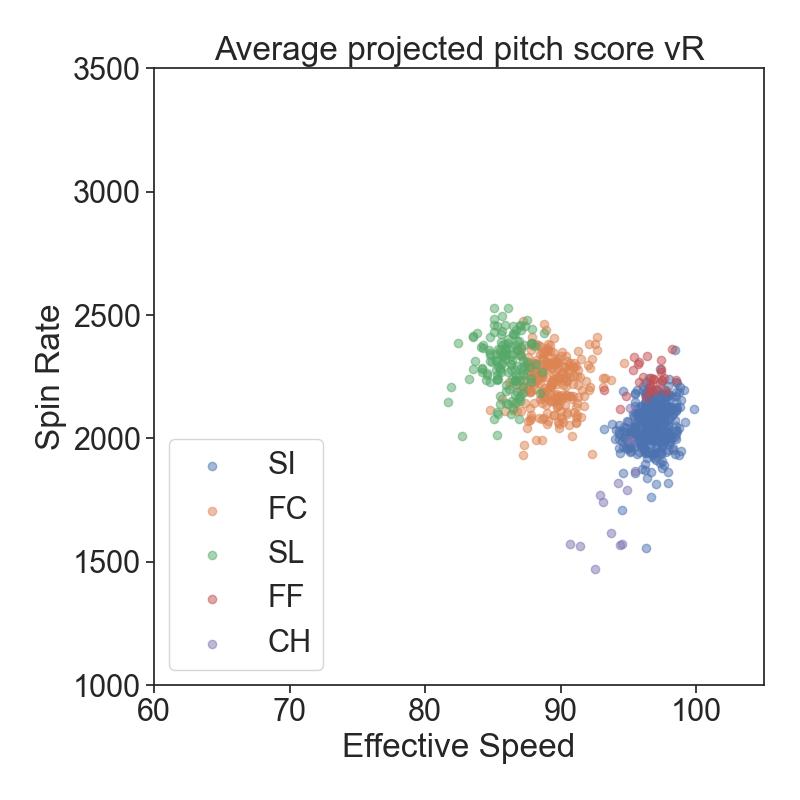 Average projected pitch score vR
3500
3000
2500
2000
1500
1000
Spin Rate
SI
FC
SL
FF
CH
60 70 80 90 100
Effective Speed